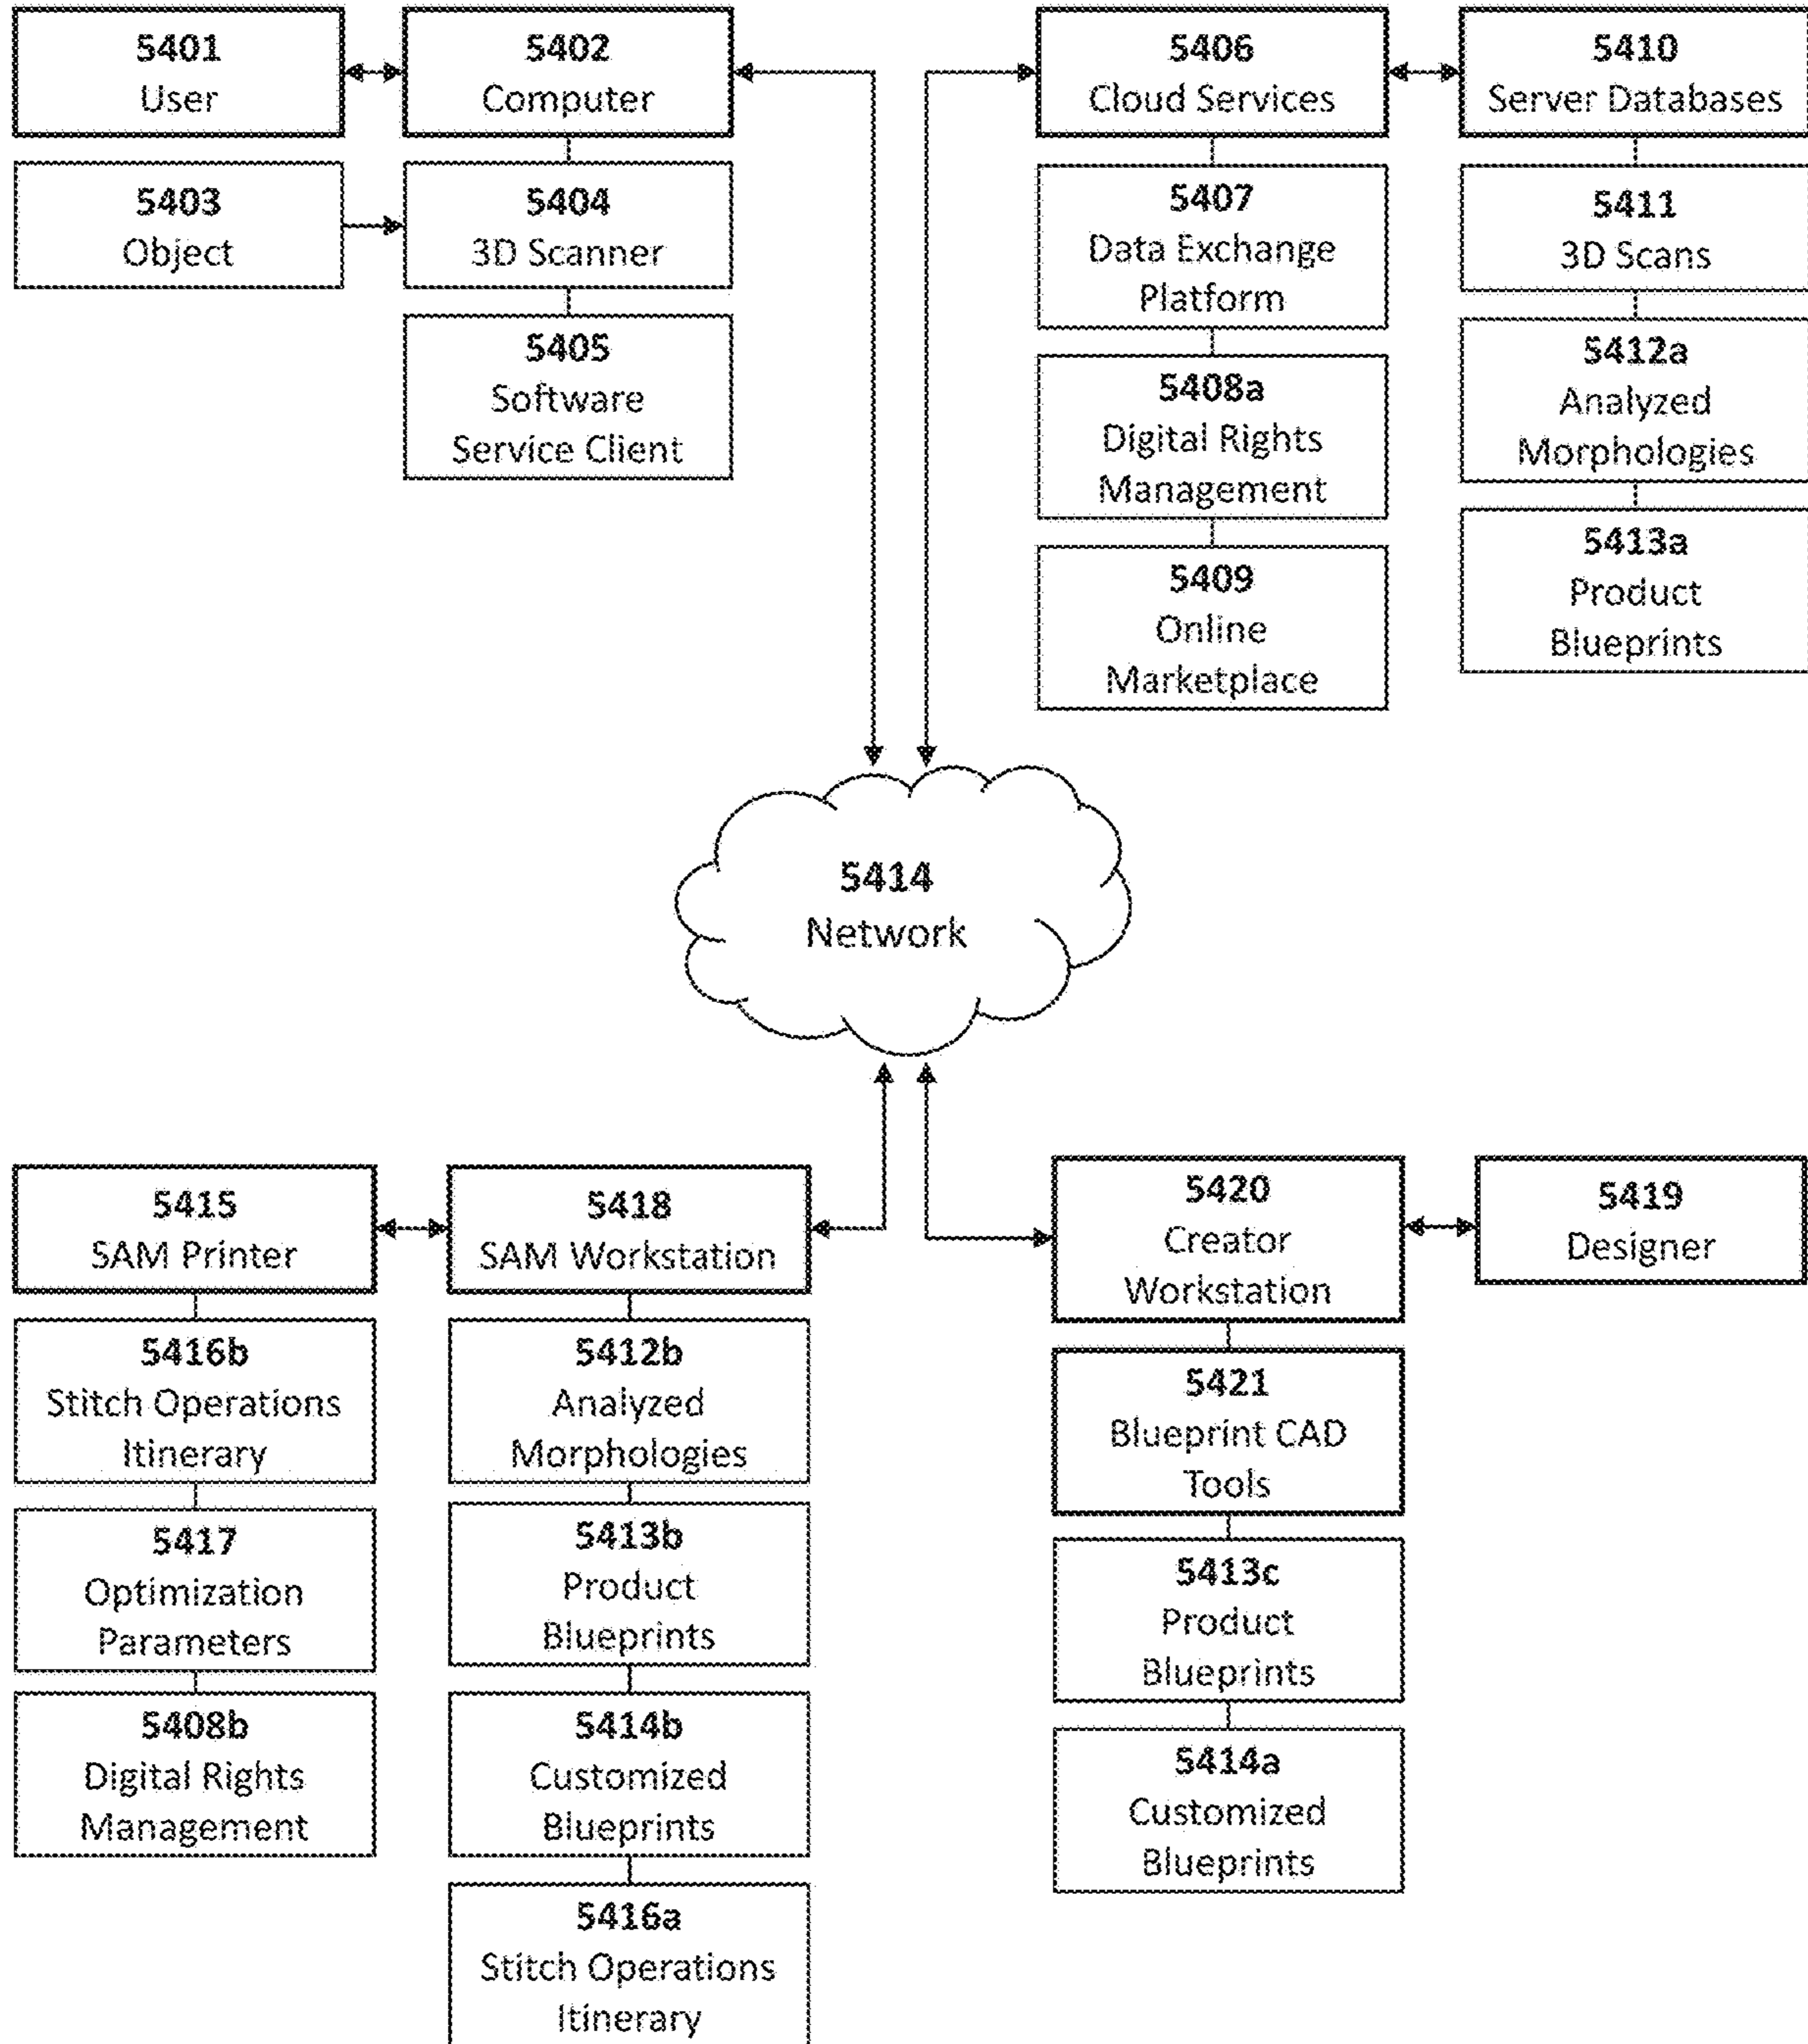 5401
User
5402
Computer
5403
Object
5404
3D Scanner
5405
Software
Service Client
5406
Cloud Services
5407
Data Exchange
Platform
5408a
Digital Rights
Management
5409
Online
Marketplace
5410
Server Databases
5411
3D Scans
5412a
Analyzed
Morphologies
5413a
Product
Blueprints
5414
Network
5415
SAM Printer
5416b
Stitch Operations
Itinerary
5417
Optimization
Parameters
5408b
Digital Rights
Management
5418
SAM Workstation
5412b
Analyzed
Morphologies
5413b
Product
Blueprints
5414b
Customized
Blueprints
5416a
Stitch Operations
Itinerary
5420
Creator
Workstation
5421
Blueprint CAD
Tools
5413c
Product
Blueprints
5414a
Customized
Blueprints
5419
Designer